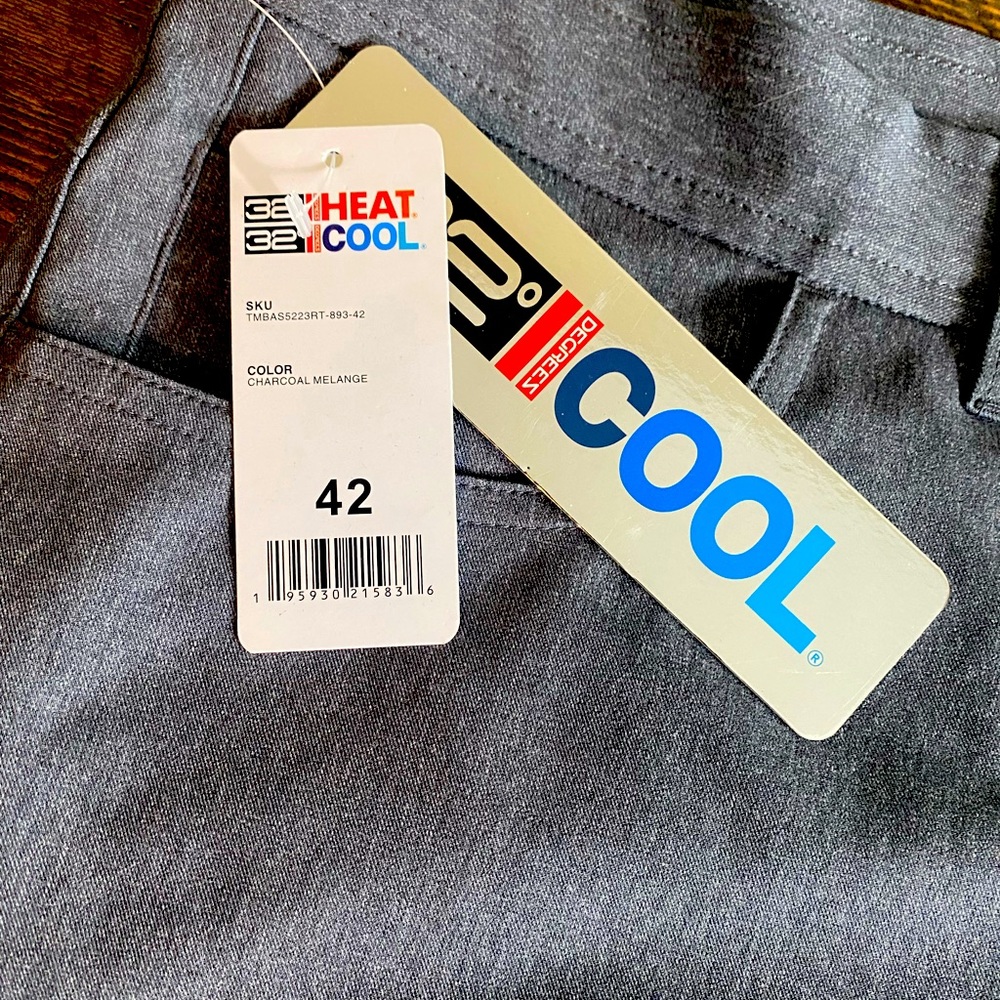 32 HEAT
32° COOL®
SKU
TMBAS5223RT-893-42
COLOR
CHARCOAL MELANGE
42
1 95930 21583 6
DEGREES
COOL®